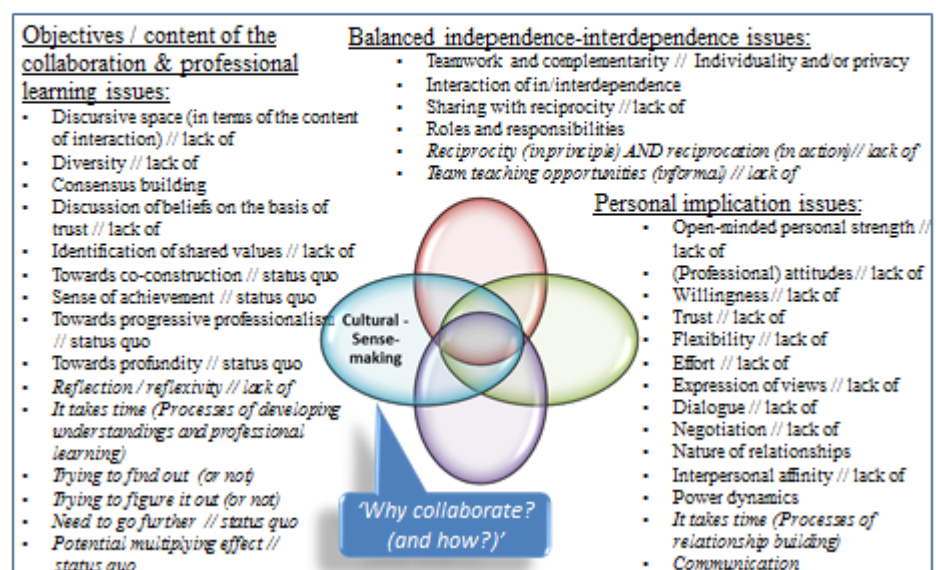 Objectives / content of the
collaboration & professional
learning issues:
▪ Discursive space (in terms of the content
of interaction) // lack of
▪ Diversity // lack of
▪ Consensus building
▪ Discussion of beliefs on the basis of
trust // lack of
▪ Identification of shared values // lack of
▪ Towards co-construction // status quo
▪ Sense of achievement // status quo
▪ Towards progressive professionalism
// status quo
▪ Towards profundity // status quo
▪ Reflection / reflexivity // lack of
▪ It takes time (Processes of developing
understandings and professional
learning)
▪ Trying to find out (or not)
▪ Trying to figure it out (or not)
▪ Need to go further // status quo
▪ Potential multiplying effect //
status quo
Balanced independence-interdependence issues:
▪ Teamwork and complementarity // Individuality and/or privacy
▪ Interaction of in/interdependence
▪ Sharing with reciprocity // lack of
▪ Roles and responsibilities
▪ Reciprocity (in principle) AND reciprocation (in action)// lack of
▪ Team teaching opportunities (informal) // lack of
Personal implication issues:
▪ Open-minded personal strength //
lack of
▪ (Professional) attitudes // lack of
▪ Willingness // lack of
▪ Trust // lack of
▪ Flexibility // lack of
▪ Effort // lack of
▪ Expression of views // lack of
▪ Dialogue // lack of
▪ Negotiation // lack of
▪ Nature of relationships
▪ Interpersonal affinity // lack of
▪ Power dynamics
▪ It takes time (Processes of
relationship building)
▪ Communication
Cultural -
Sense-
making
'Why collaborate?
(and how?)'